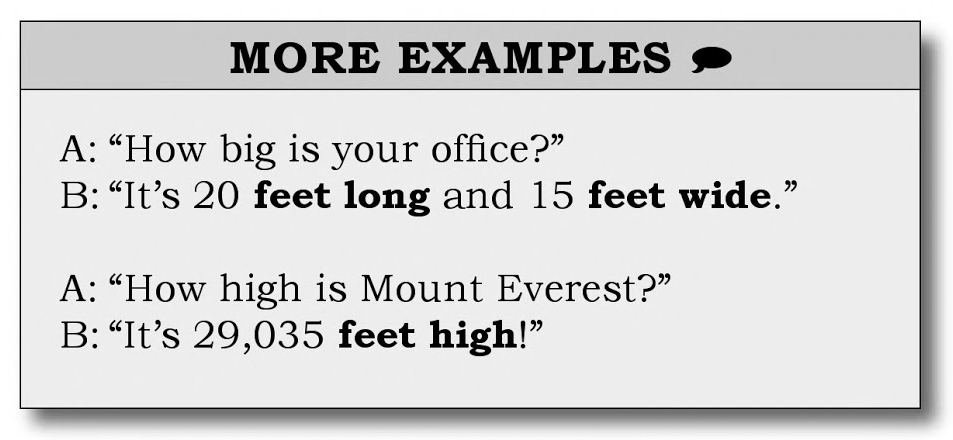 MORE EXAMPLES
A: “How big is your office?”
B: “It’s 20 feet long and 15 feet wide.”
A: “How high is Mount Everest?”
B: “It’s 29,035 feet high!”